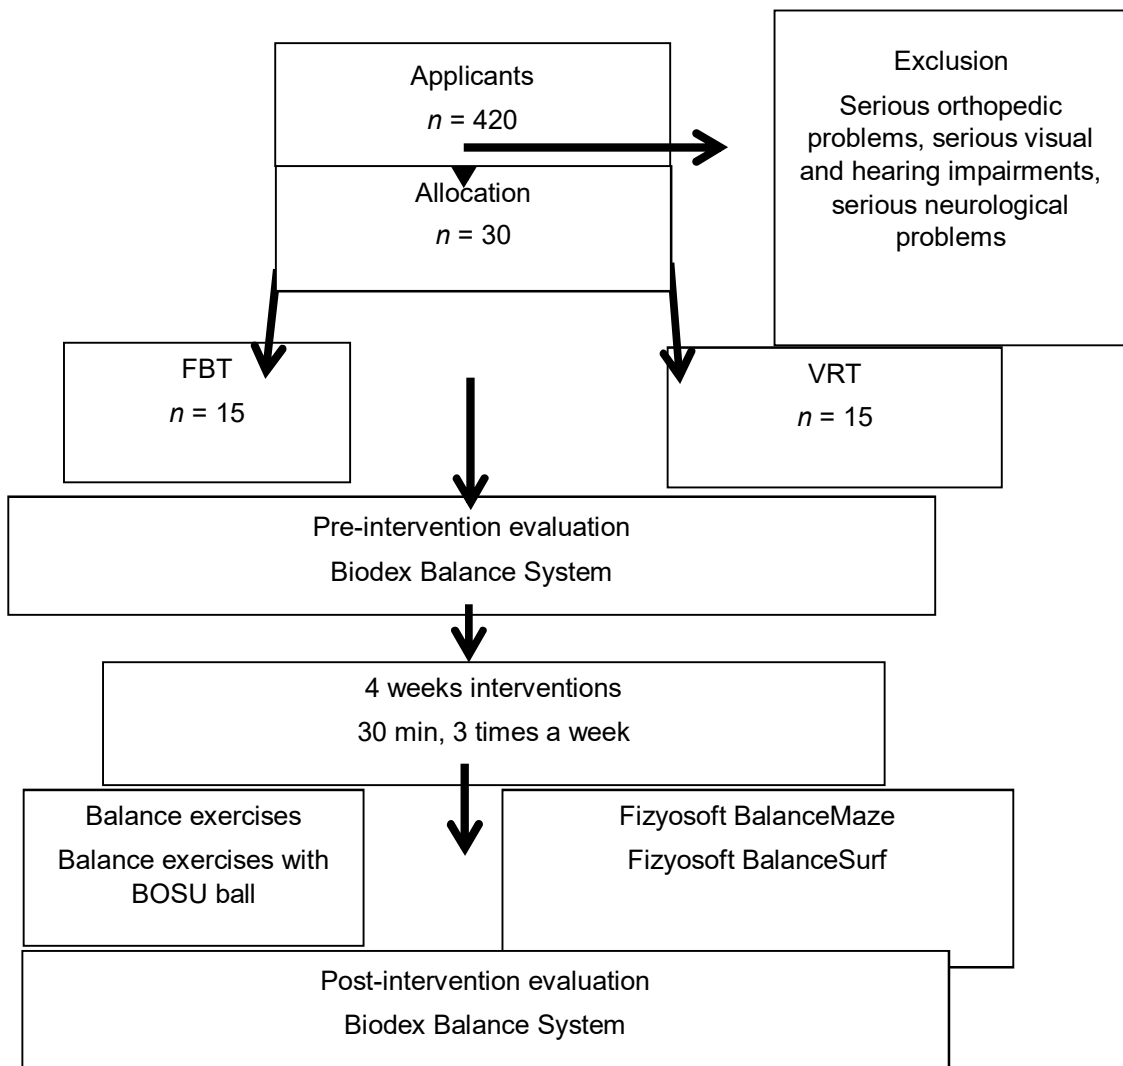 Applicants
n = 420
Exclusion
Serious orthopedic
problems, serious visual
and hearing impairments,
serious neurological
problems
Allocation
n = 30
FBT
n = 15
VRT
n = 15
Pre-intervention evaluation
Biodex Balance System
4 weeks interventions
30 min, 3 times a week
Balance exercises
Balance exercises with
BOSU ball
Fizyosoft BalanceMaze
Fizyosoft BalanceSurf
Post-intervention evaluation
Biodex Balance System